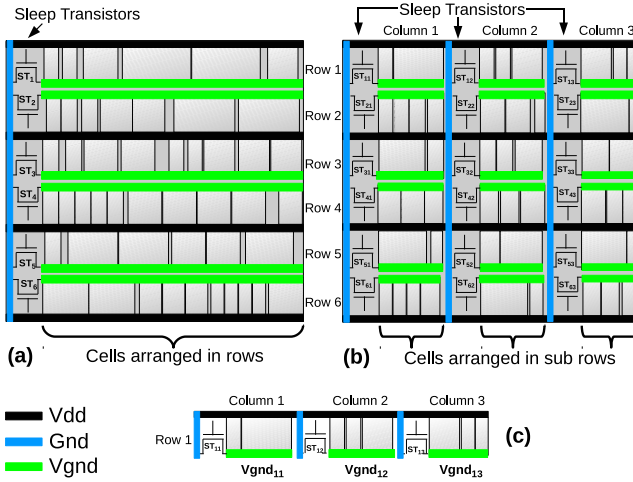 Sleep Transistors
Sleep Transistors
Column 1
Column 2
Column 3
ST1
ST2
ST3
ST4
ST5
ST6
Row 1
Row 2
Row 3
Row 4
Row 5
Row 6
ST11
ST12
ST13
ST21
ST22
ST23
ST31
ST32
ST33
ST41
ST42
ST43
ST51
ST52
ST53
ST61
ST62
ST63
(a)
Cells arranged in rows
(b)
Cells arranged in sub rows
Column 1
Column 2
Column 3
(c)
Row 1
ST11
ST12
ST13
Vgnd11
Vgnd12
Vgnd13
Vdd
Gnd
Vgnd